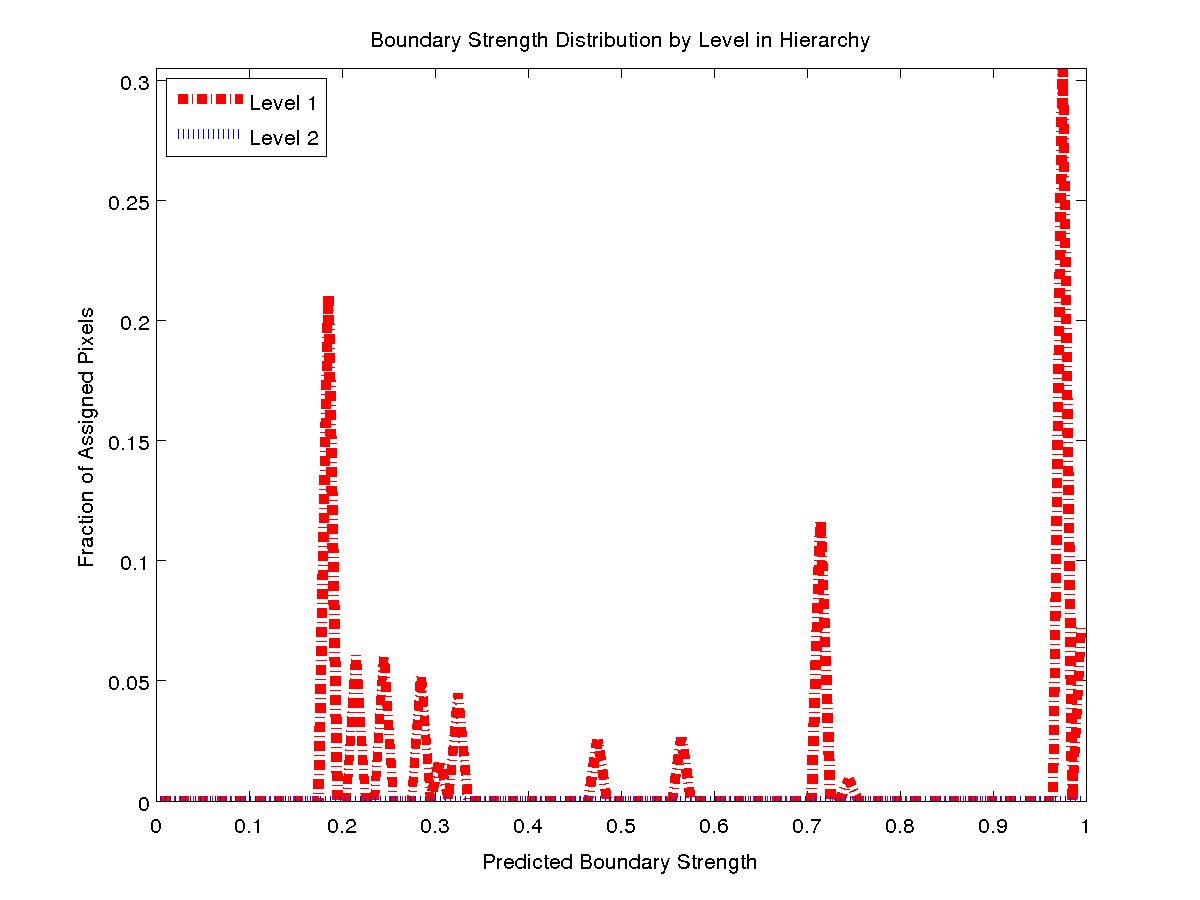 Boundary Strength Distribution by Level in Hierarchy
Level 1
Level 2
0.3
0.25
0.2
0.15
0.1
0.05
0
Fraction of Assigned Pixels
0 0.1 0.2 0.3 0.4 0.5 0.6 0.7 0.8 0.9 1
Predicted Boundary Strength